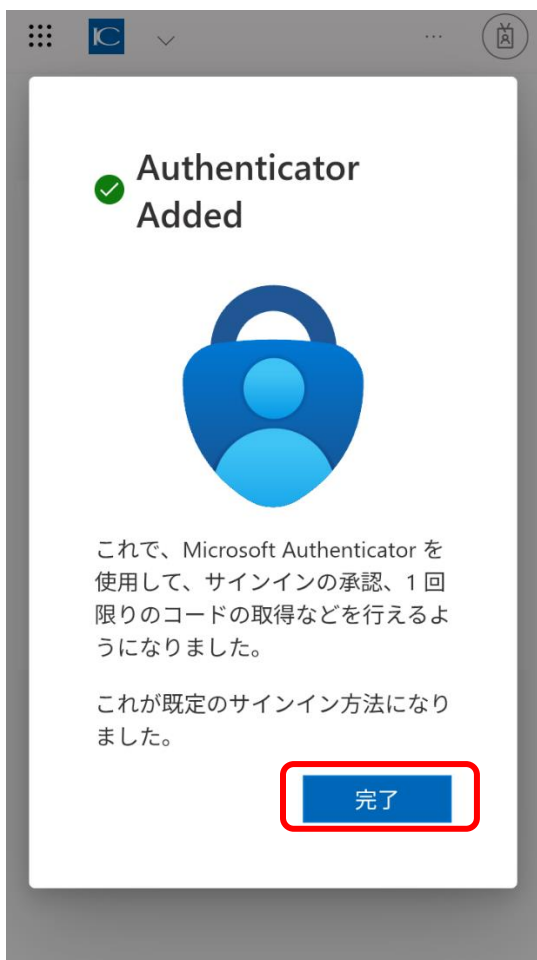 IC
...
Authenticator
Added
これで、Microsoft Authenticator を
使用して、サインインの承認、1 回
限りのコードの取得などを行えるよ
うになりました。
これが既定のサインイン方法になり
ました。
完了